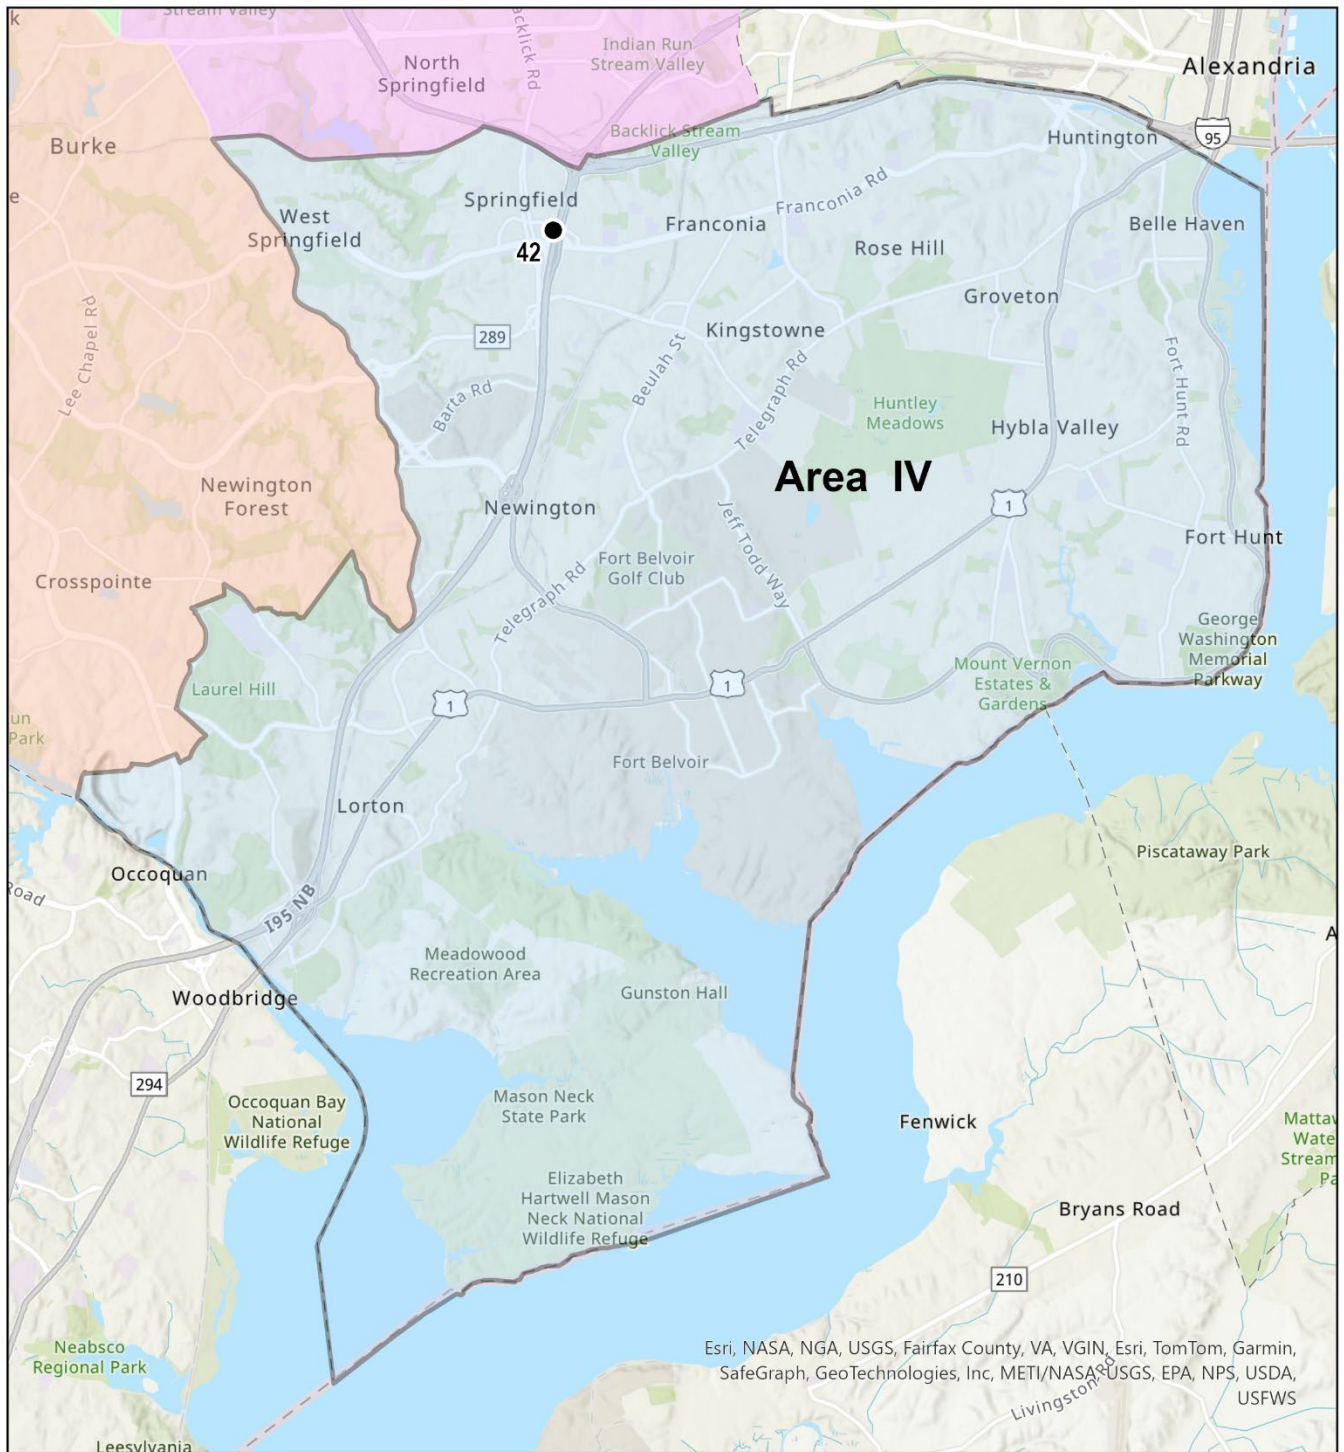 k
Stream Valley
Backlick Rd
Indian Run
Stream Valley
North
Springfield
Alexandria
95
Burke
e
Backlick Stream
Valley
Huntington
Springfield
42
West
Springfield
Franconia
Franconia Rd
Belle Haven
Rose Hill
Groveton
Lee Chapel Rd
289
Kingstowne
Beulah St
Telegraph Rd
Fort Hunt Rd
Barta Rd
Huntley
Meadows
Hybla Valley
Area IV
Newington
Forest
Newington
1
Jeff Todd Way
Fort Hunt
Crosspointe
Fort Belvoir
Golf Club
Telegraph Rd
George
Washington
Memorial
Parkway
Mount Vernon
Estates &
Gardens
Laurel Hill
1
1
un
Park
Fort Belvoir
Lorton
Occoquan
Road
I95 NB
Piscataway Park
A
Meadowood
Recreation Area
Gunston Hall
Woodbridge
294
Mason Neck
State Park
Occoquan Bay
National
Wildlife Refuge
Fenwick
Mattaw
Wate
Stream
Pa
Elizabeth
Hartwell Mason
Neck National
Wildlife Refuge
Bryans Road
210
Neabsco
Regional Park
Livingston Rd
Leesylvania
Esri, NASA, NGA, USGS, Fairfax County, VA, VGIN, Esri, TomTom, Garmin,
SafeGraph, GeoTechnologies, Inc, METI/NASA, USGS, EPA, NPS, USDA,
USFWS